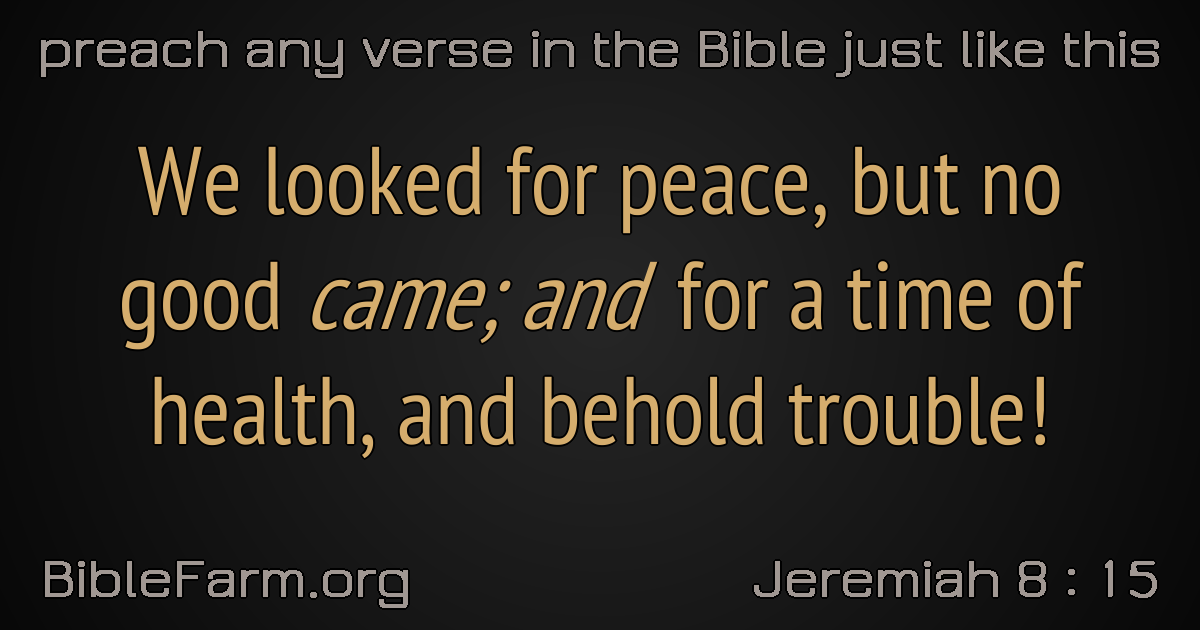 preach any verse in the Bible just like this
We looked for peace, but no
good came; and for a time of
health, and behold trouble!
BibleFarm.org
Jeremiah 8 : 15